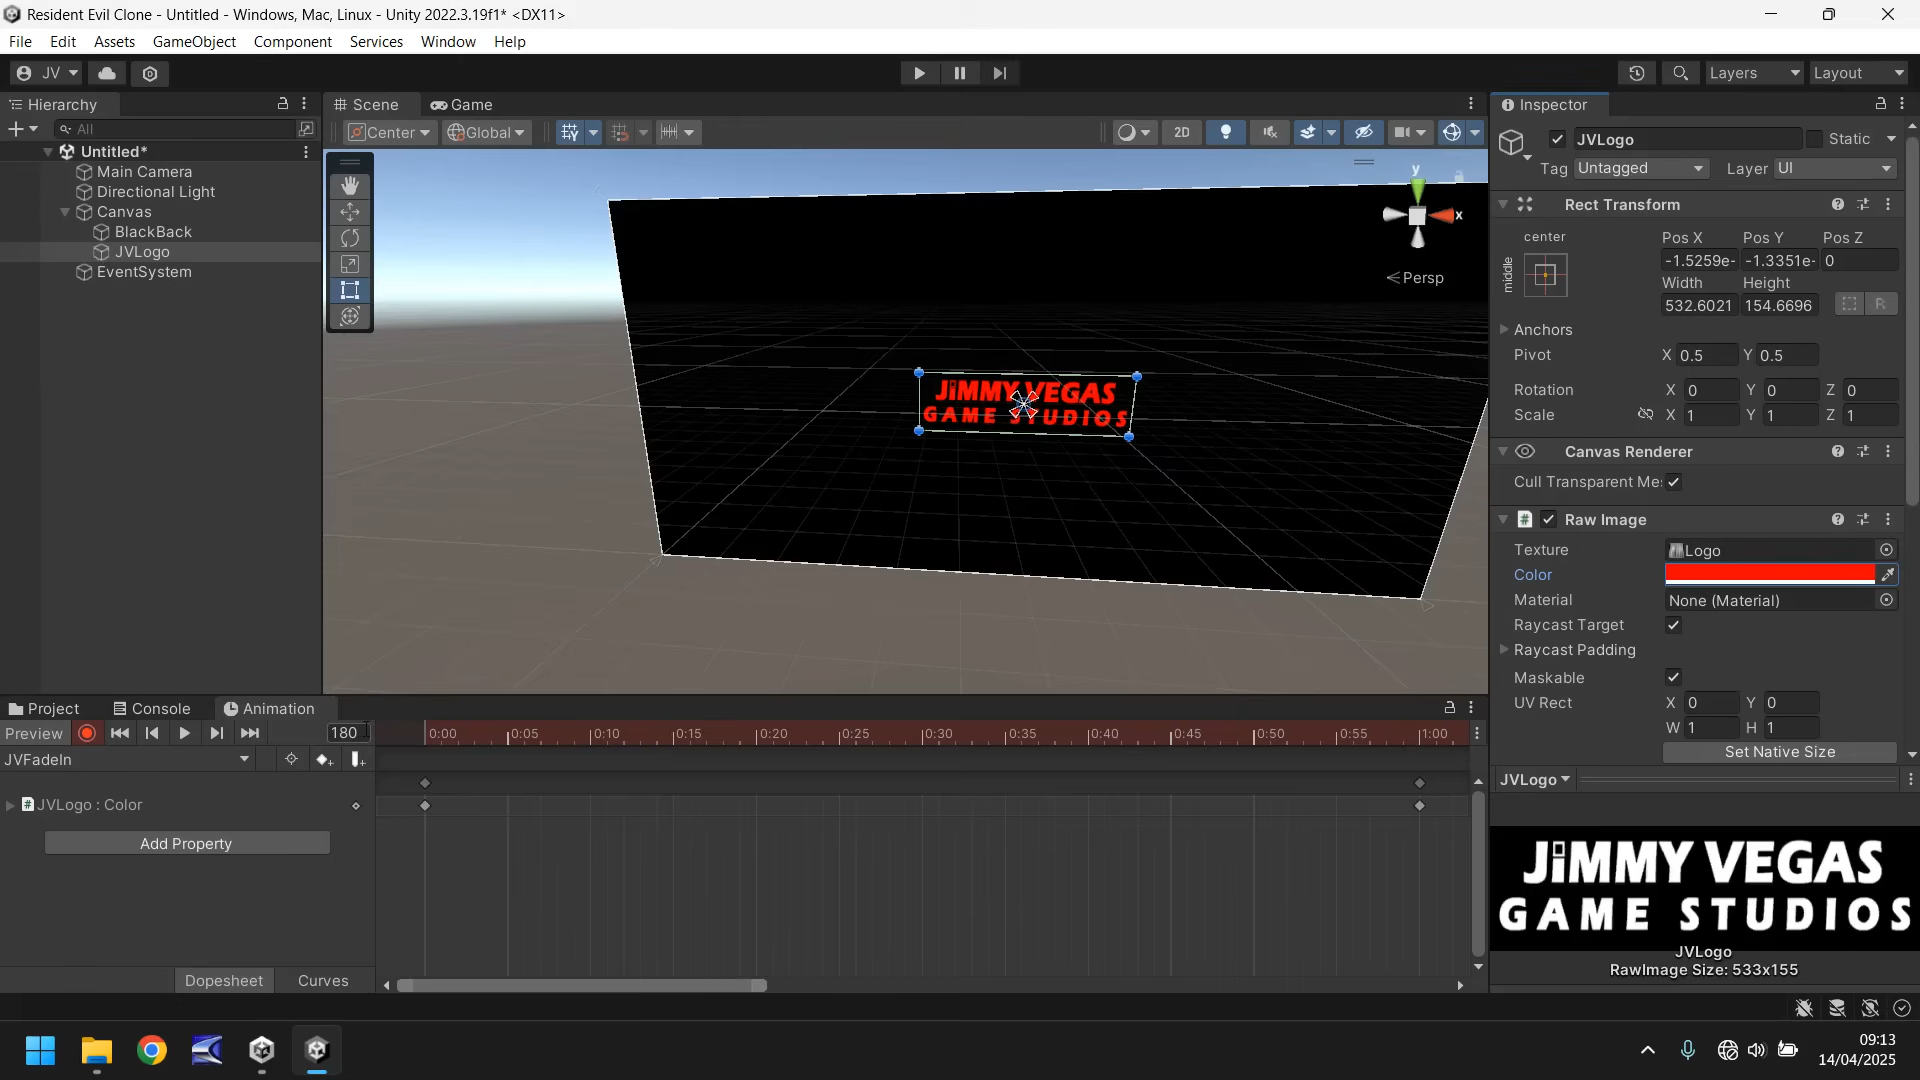 Resident Evil Clone - Untitled - Windows, Mac, Linux - Unity 2022.3.19f1* <DX11>
File Edit Assets GameObject Component Services Window Help
JV Layers Layout
Hierarchy
All
Untitled*
Main Camera
Directional Light
Canvas
BlackBack
JVLogo
EventSystem
Scene Game
Center Global 2D
y
x
Persp
JiMMY VEGAS
GAME STUDIOS
Inspector
JVLogo Static
Tag Untagged Layer UI
Rect Transform
center
middle
Pos X Pos Y Pos Z
-1.5259e- -1.3351e- 0
Width Height
532.6021 154.6696 R
Anchors
Pivot X 0.5 Y 0.5
Rotation X 0 Y 0 Z 0
Scale X 1 Y 1 Z 1
Canvas Renderer
Cull Transparent Me:
Raw Image
Texture Logo
Color
Material None (Material)
Raycast Target
Raycast Padding
Maskable
UV Rect X 0 Y 0
W 1 H 1
Set Native Size
JVLogo
JiMMY VEGAS
GAME STUDIOS
JVLogo
RawImage Size: 533x155
Project Console Animation
Preview 180 0:00 0:05 0:10 0:15 0:20 0:25 0:30 0:35 0:40 0:45 0:50 0:55 1:00
JVFadeIn
JVLogo : Color
Add Property
Dopesheet Curves
09:13
14/04/2025